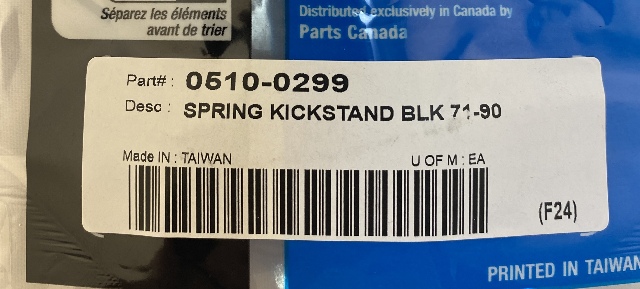 Séparez les éléments
avant de trier
Distributed exclusively in Canada by
Parts Canada
Part# : 0510-0299
Desc : SPRING KICKSTAND BLK 71-90
Made IN : TAIWAN
U OF M : EA
(F24)
PRINTED IN TAIWAN